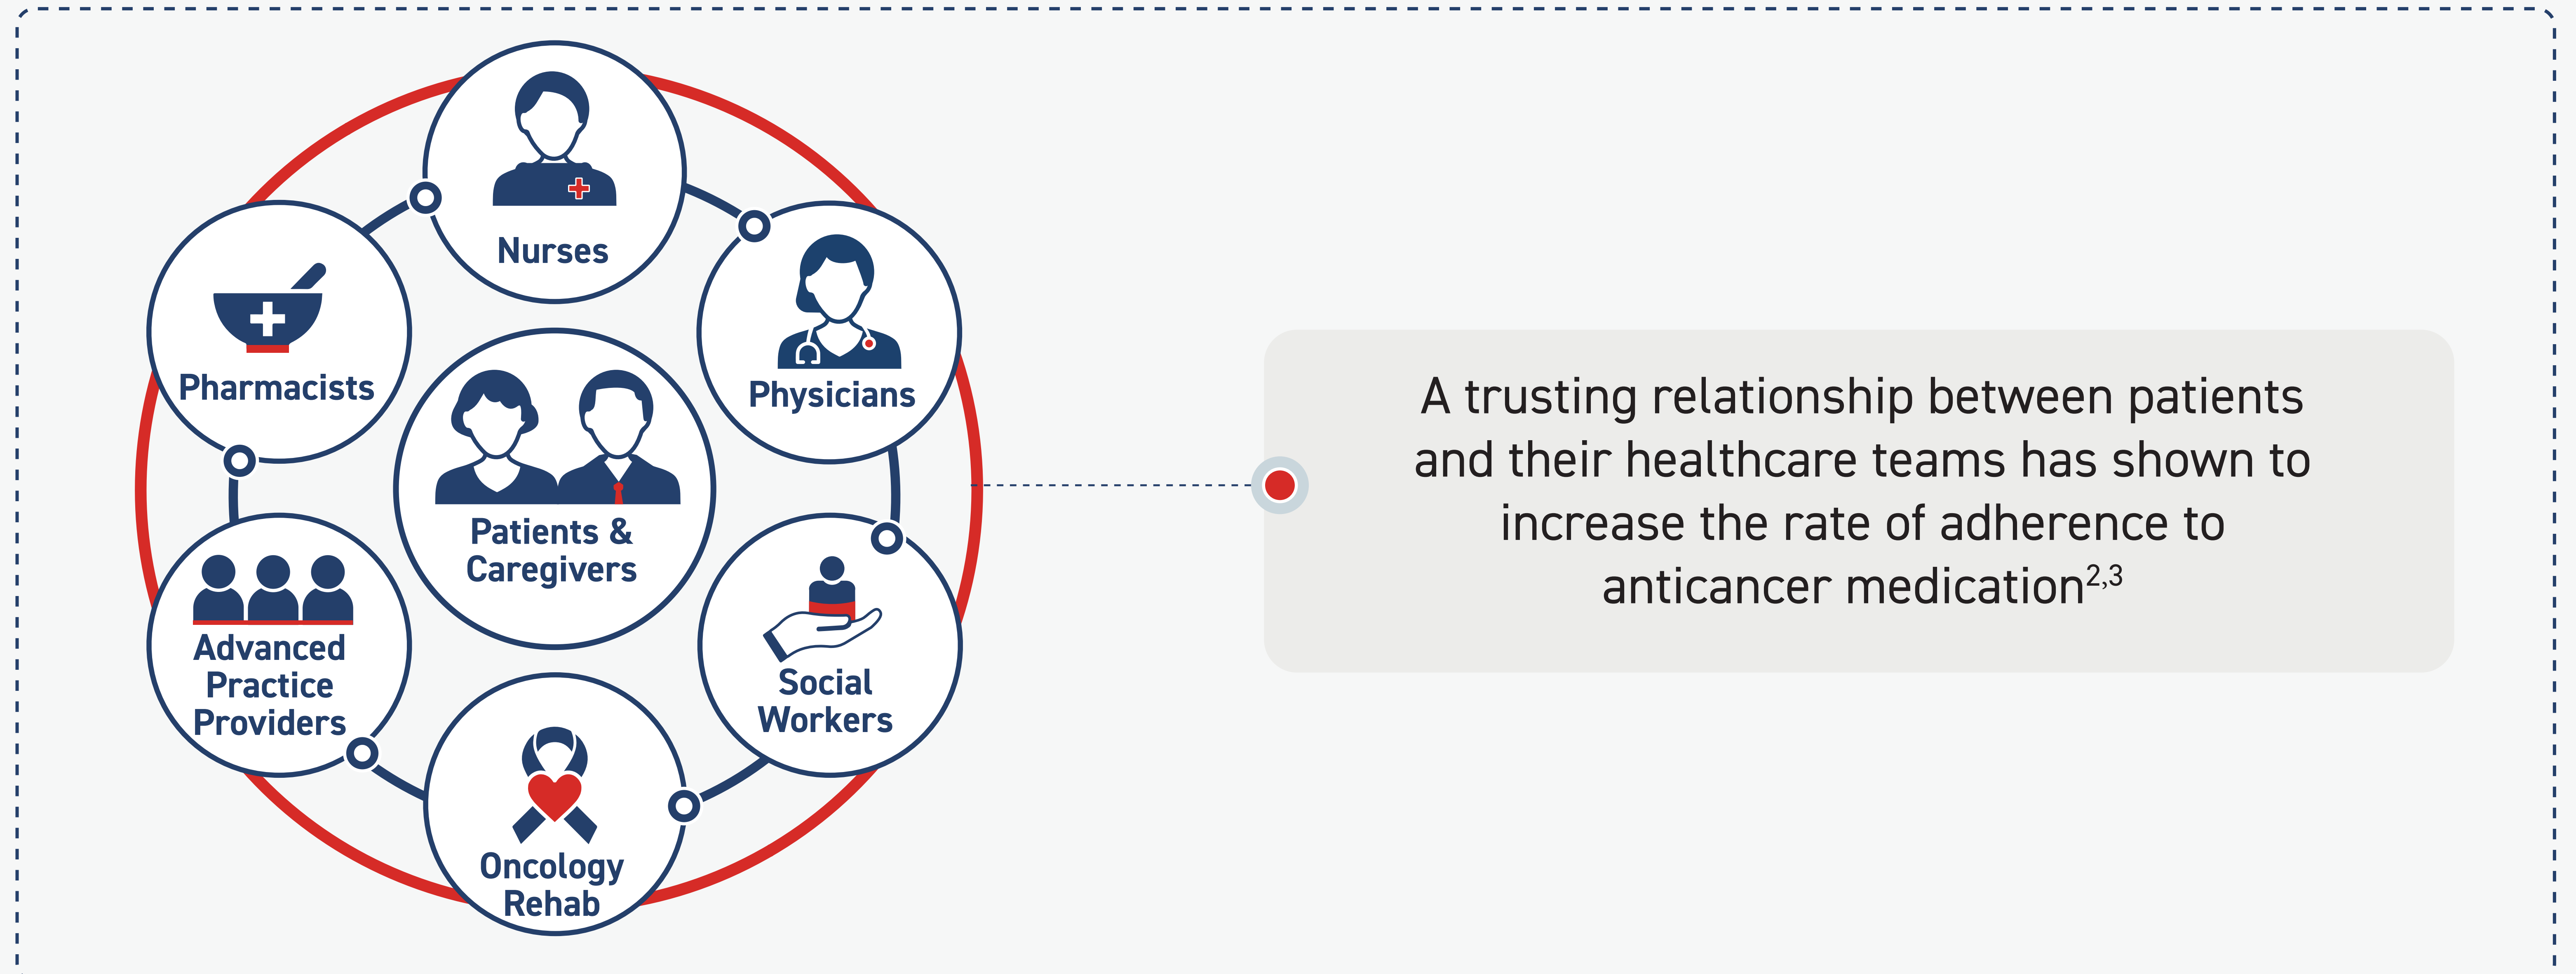 Nurses
Pharmacists
Physicians
Patients &
Caregivers
Advanced
Practice
Providers
Social
Workers
Oncology
Rehab
A trusting relationship between patients
and their healthcare teams has shown to
increase the rate of adherence to
anticancer medication2,3